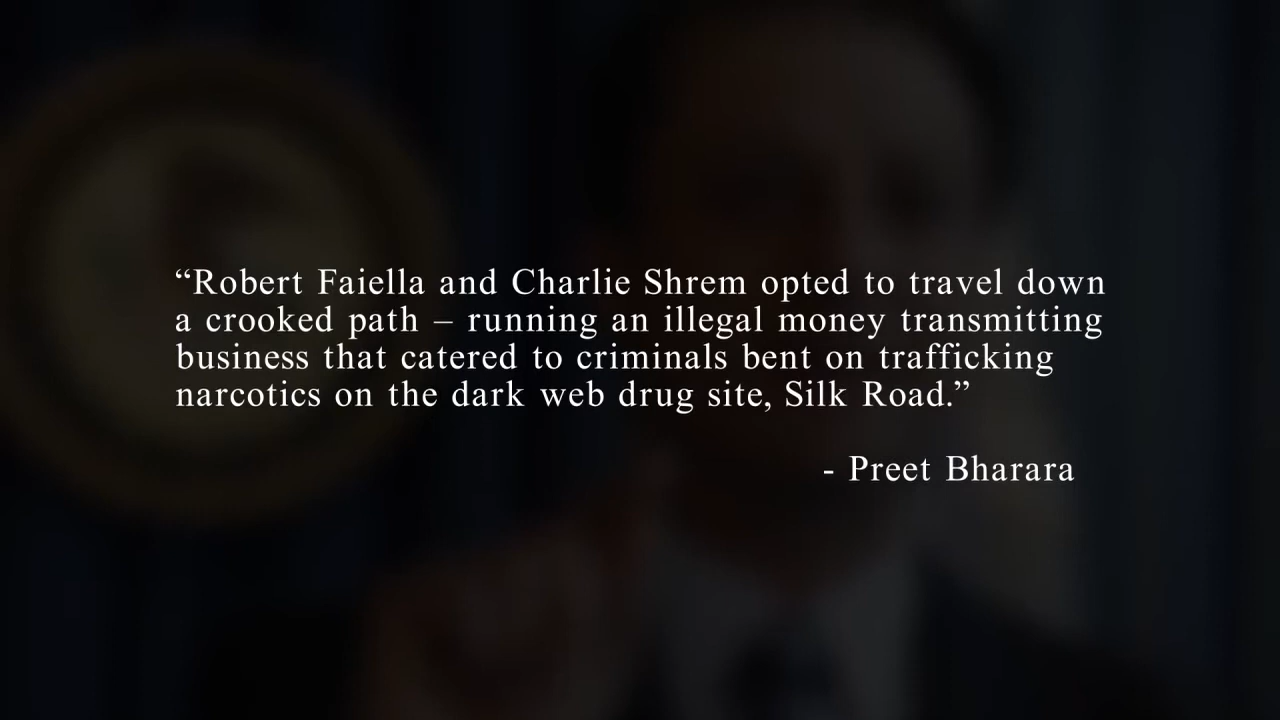 “Robert Faiella and Charlie Shrem opted to travel down
a crooked path – running an illegal money transmitting
business that catered to criminals bent on trafficking
narcotics on the dark web drug site, Silk Road.”
- Preet Bharara